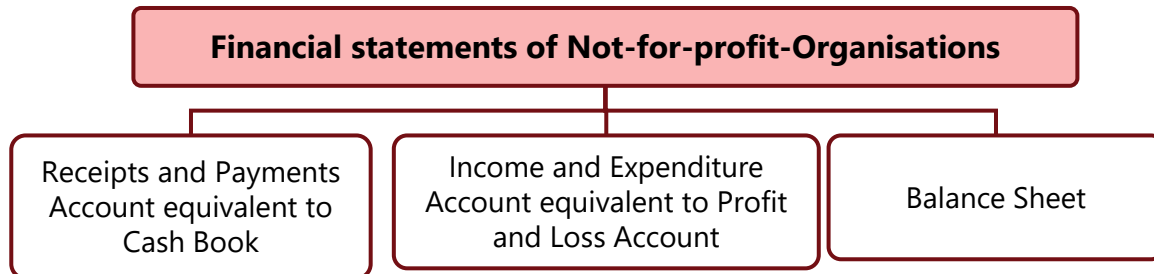 Financial statements of Not-for-profit-Organisations
Receipts and Payments
Account equivalent to
Cash Book
Income and Expenditure
Account equivalent to Profit
and Loss Account
Balance Sheet